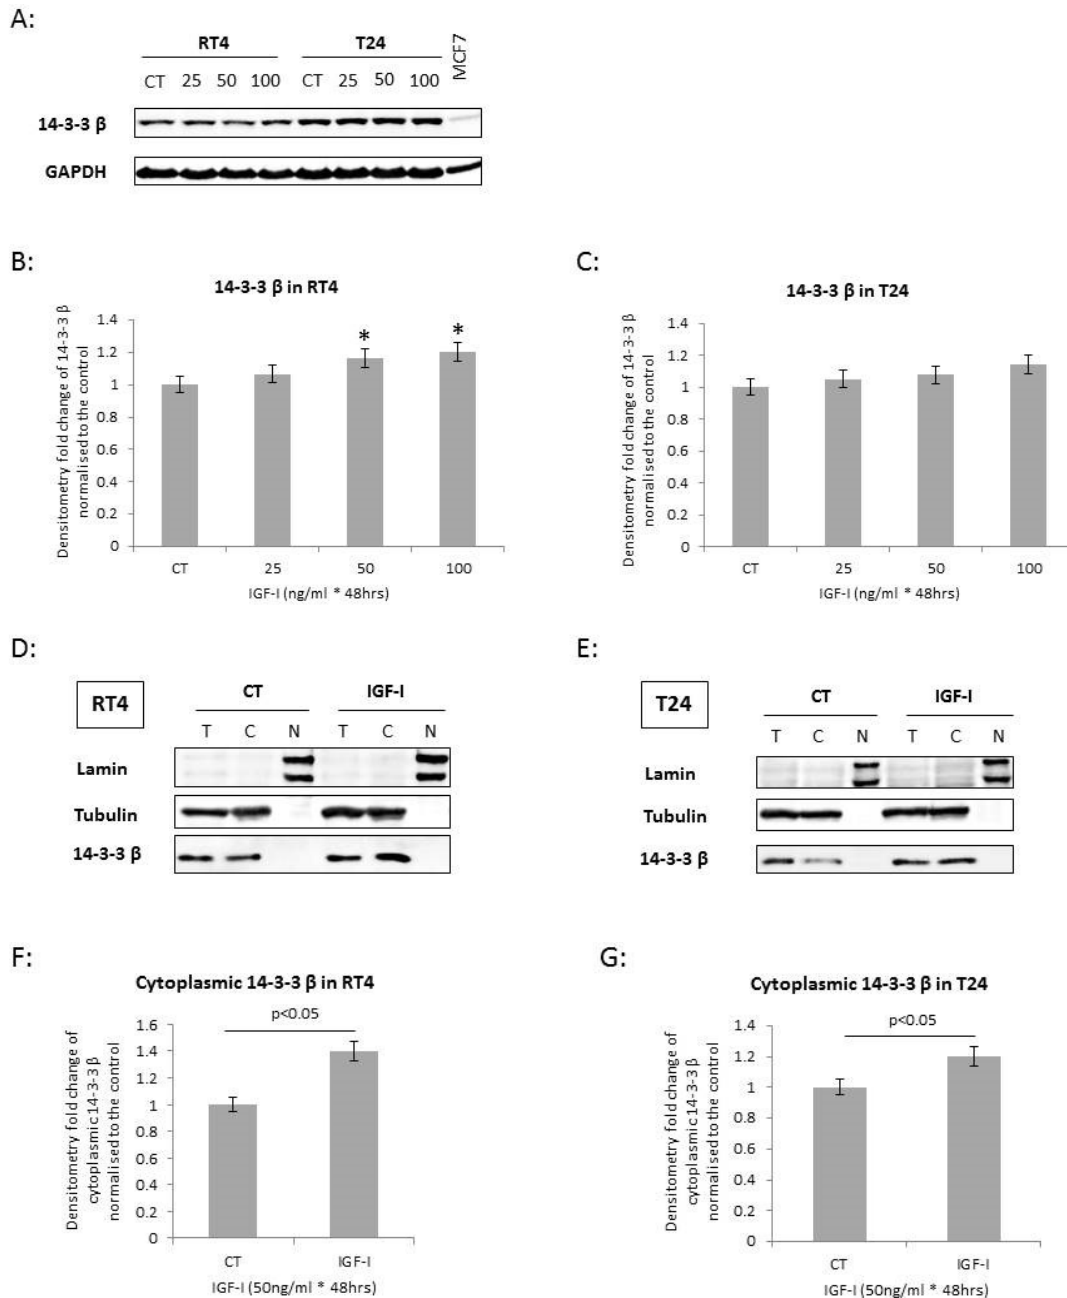 A:
RT4 T24 MCF7
CT 25 50 100 CT 25 50 100
14-3-3 β
GAPDH
B:
14-3-3 β in RT4
Densitometry fold change of 14-3-3 β
normalised to the control
1.4
1.2
1
0.8
0.6
0.4
0.2
0
* *
CT 25 50 100
IGF-I (ng/ml * 48hrs)
C:
14-3-3 β in T24
Densitometry fold change of 14-3-3 β
normalised to the control
1.4
1.2
1
0.8
0.6
0.4
0.2
0
CT 25 50 100
IGF-I (ng/ml * 48hrs)
D:
RT4
CT IGF-I
T C N T C N
Lamin
Tubulin
14-3-3 β
E:
T24
CT IGF-I
T C N T C N
Lamin
Tubulin
14-3-3 β
F:
Cytoplasmic 14-3-3 β in RT4
p<0.05
Densitometry fold change of
cytoplasmic 14-3-3 β
normalised to the control
1.6
1.4
1.2
1
0.8
0.6
0.4
0.2
0
CT IGF-I
IGF-I (50ng/ml * 48hrs)
G:
Cytoplasmic 14-3-3 β in T24
p<0.05
Densitometry fold change of
cytoplasmic 14-3-3 β
normalised to the control
1.4
1.2
1
0.8
0.6
0.4
0.2
0
CT IGF-I
IGF-I (50ng/ml * 48hrs)